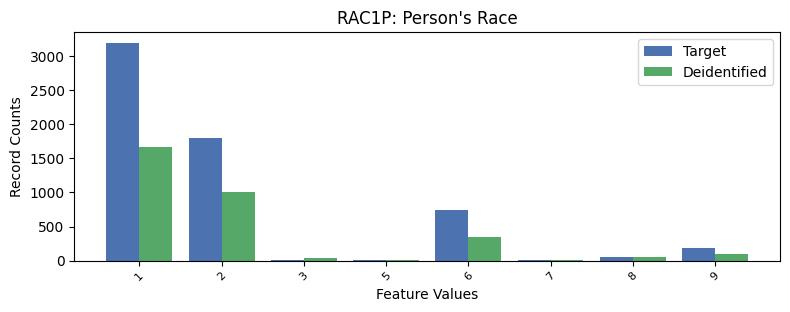 RAC1P: Person's Race
Target
Deidentified
Record Counts
3000
2500
2000
1500
1000
500
0
1 2 3 5 6 7 8 9
Feature Values